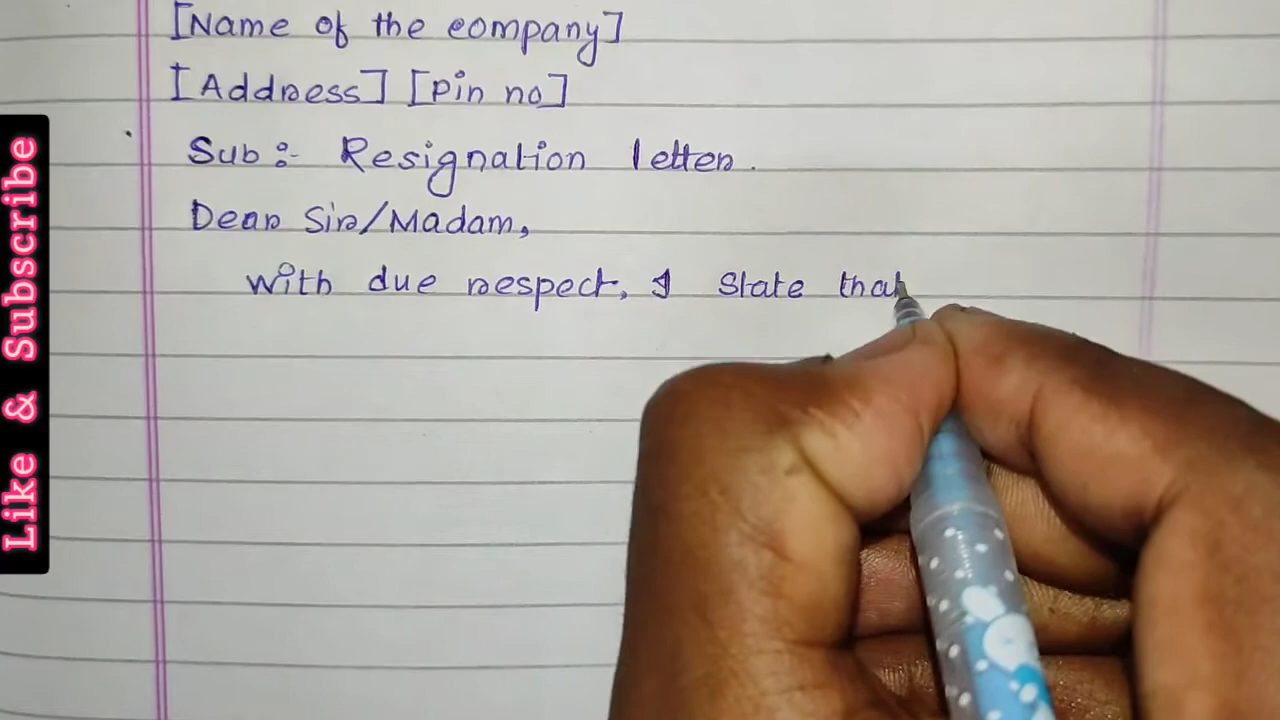 [Name of the company]
[Address] [Pin no]
Sub:- Resignation letter.
Dear Sir/Madam,
With due respect, I state that
Like & Subscribe